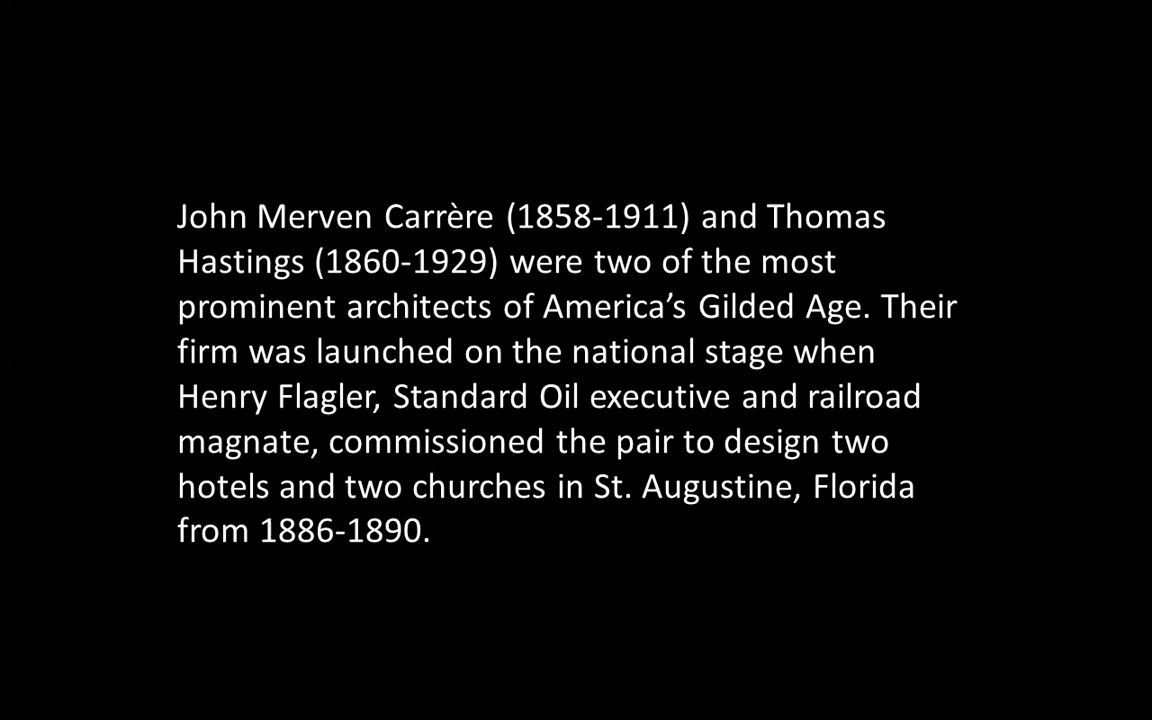 John Merven Carrère (1858-1911) and Thomas
Hastings (1860-1929) were two of the most
prominent architects of America’s Gilded Age. Their
firm was launched on the national stage when
Henry Flagler, Standard Oil executive and railroad
magnate, commissioned the pair to design two
hotels and two churches in St. Augustine, Florida
from 1886-1890.